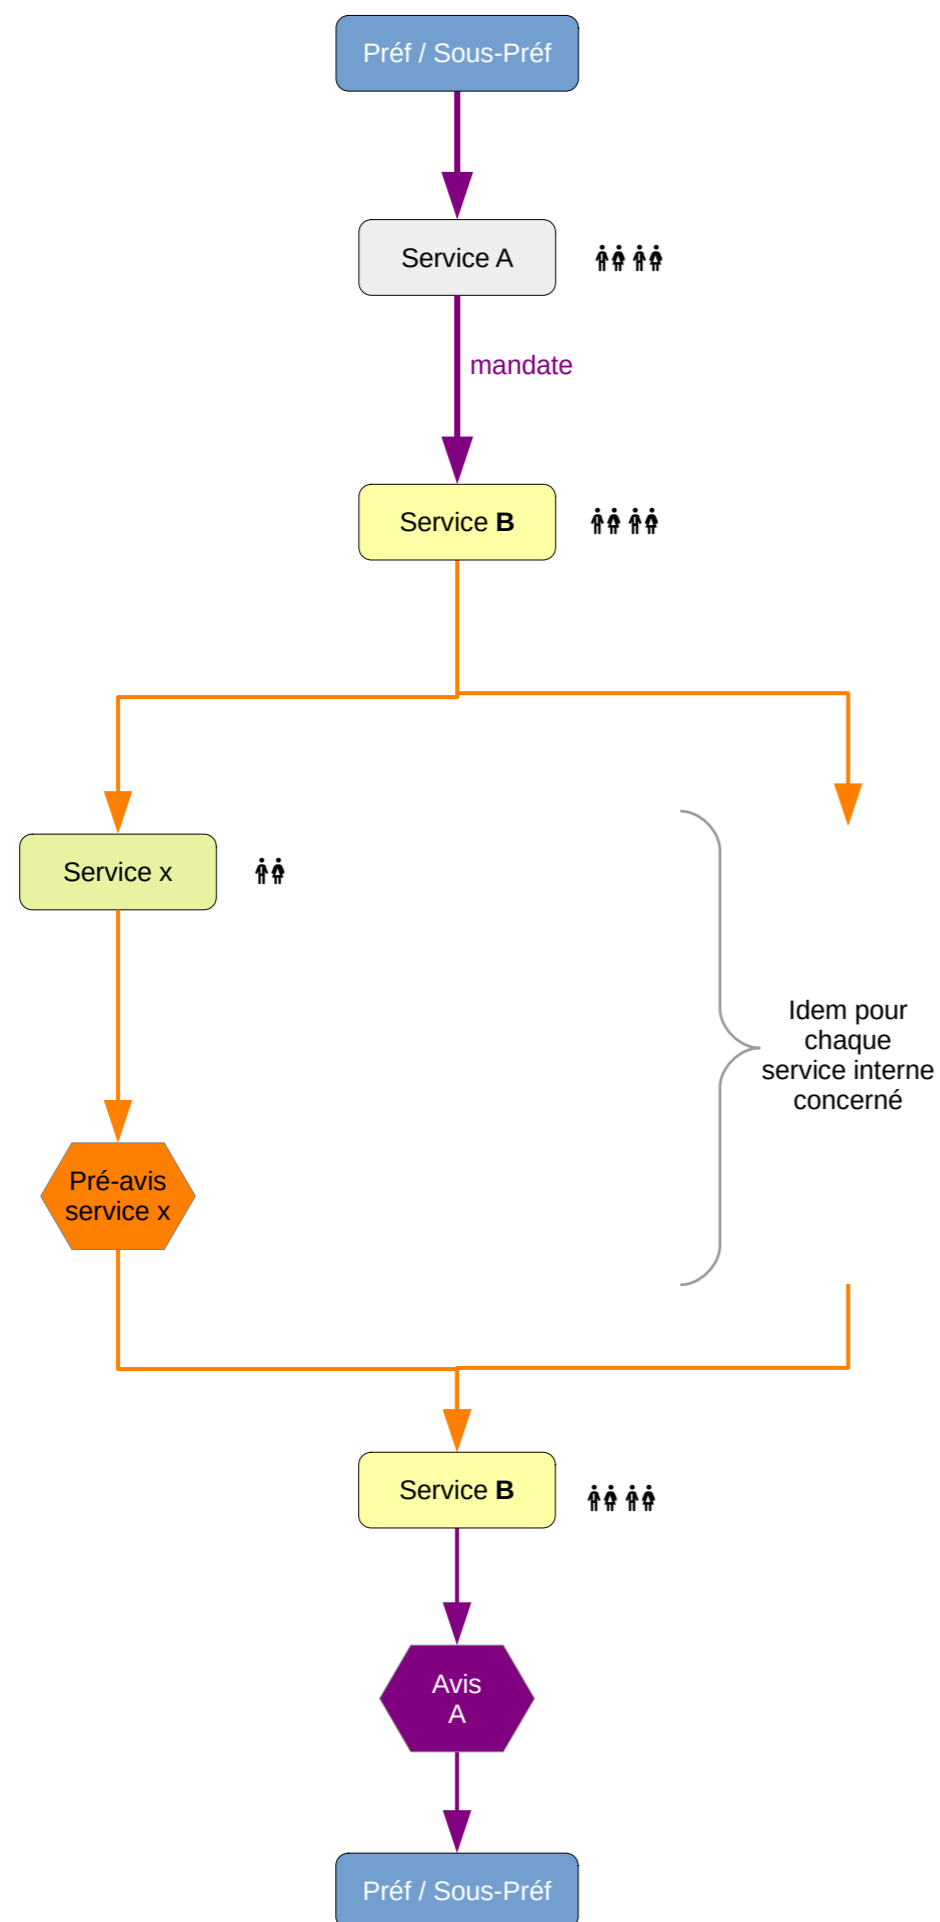 Préf / Sous-Préf
Service A
mandate
Service B
Service x
Idem pour
chaque
service interne
concerné
Pré-avis
service x
Service B
Avis
A
Préf / Sous-Préf